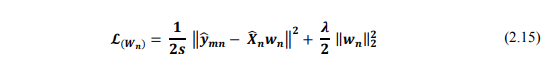 𝓛(Wₙ) = 1/2s ‖ŷₘₙ − X̂ₙwₙ‖² + λ/2 ‖wₙ‖₂² (2.15)